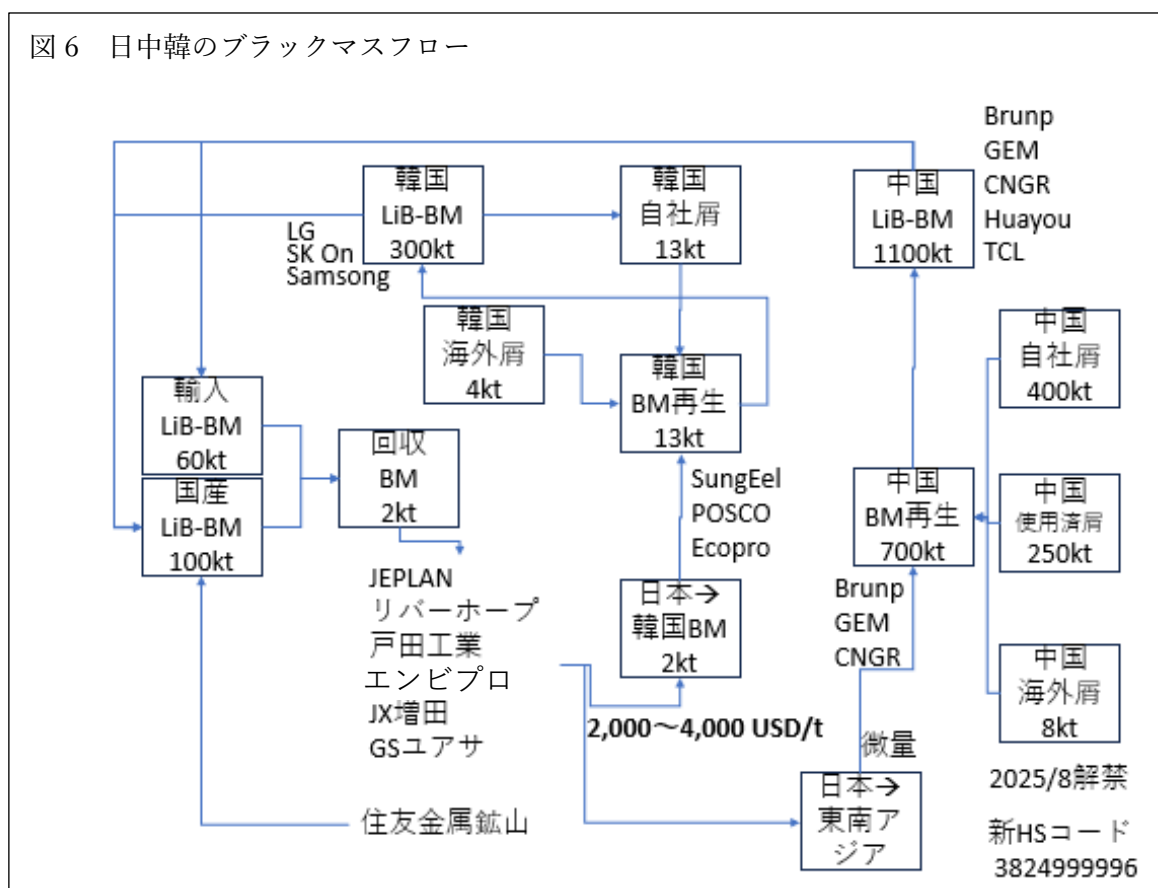 図6 日中韓のブラックマスフロー
Brunp
GEM
CNGR
Huayou
TCL
韓国
LiB-BM
300kt
韓国
自社屑
13kt
中国
LiB-BM
1100kt
LG
SK On
Samsong
韓国
海外屑
4kt
韓国
BM再生
13kt
中国
自社屑
400kt
輸入
LiB-BM
60kt
国産
LiB-BM
100kt
回収
BM
2kt
SungEel
POSCO
Ecopro
中国
BM再生
700kt
中国
使用済屑
250kt
JEPLAN
リバーホープ
戸田工業
エンビプロ
JX増田
GSユアサ
日本→
韓国BM
2kt
Brunp
GEM
CNGR
中国
海外屑
8kt
2,000～4,000 USD/t
微量
日本→
東南ア
ジア
2025/8解禁
新HSコード
3824999996
住友金属鉱山